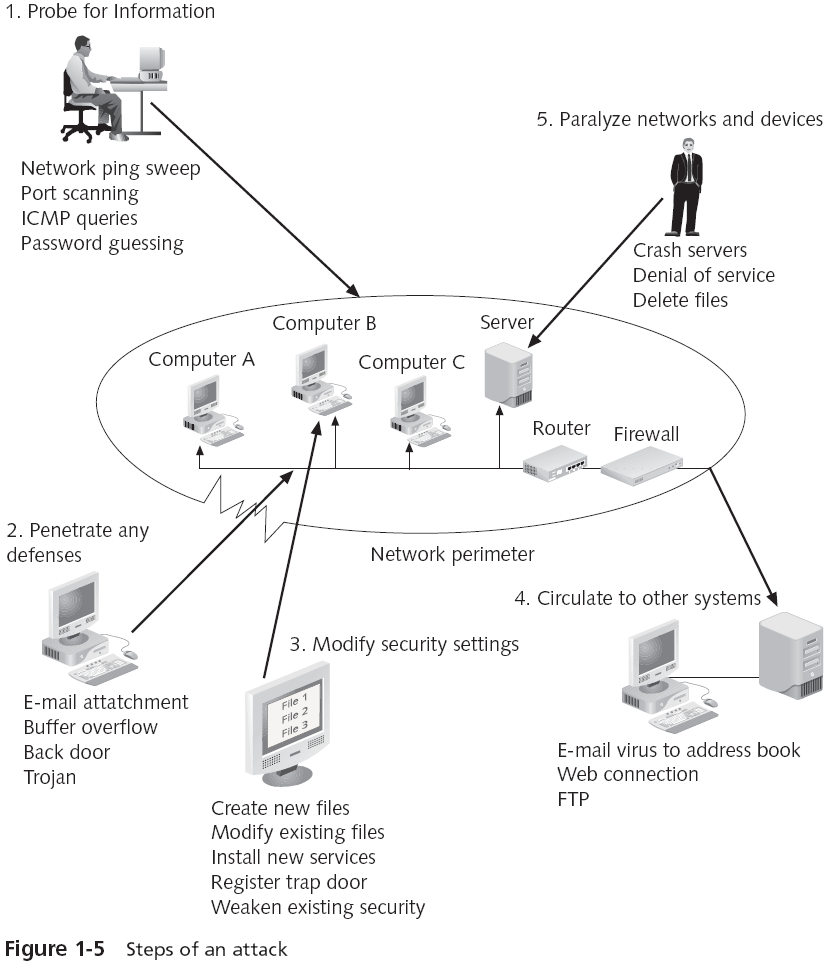 1. Probe for Information
Network ping sweep
Port scanning
ICMP queries
Password guessing
5. Paralyze networks and devices
Crash servers
Denial of service
Delete files
Computer A
Computer B
Computer C
Server
Router
Firewall
Network perimeter
2. Penetrate any
defenses
E-mail attatchment
Buffer overflow
Back door
Trojan
3. Modify security settings
File 1
File 2
File 3
Create new files
Modify existing files
Install new services
Register trap door
Weaken existing security
4. Circulate to other systems
E-mail virus to address book
Web connection
FTP
Figure 1-5 Steps of an attack